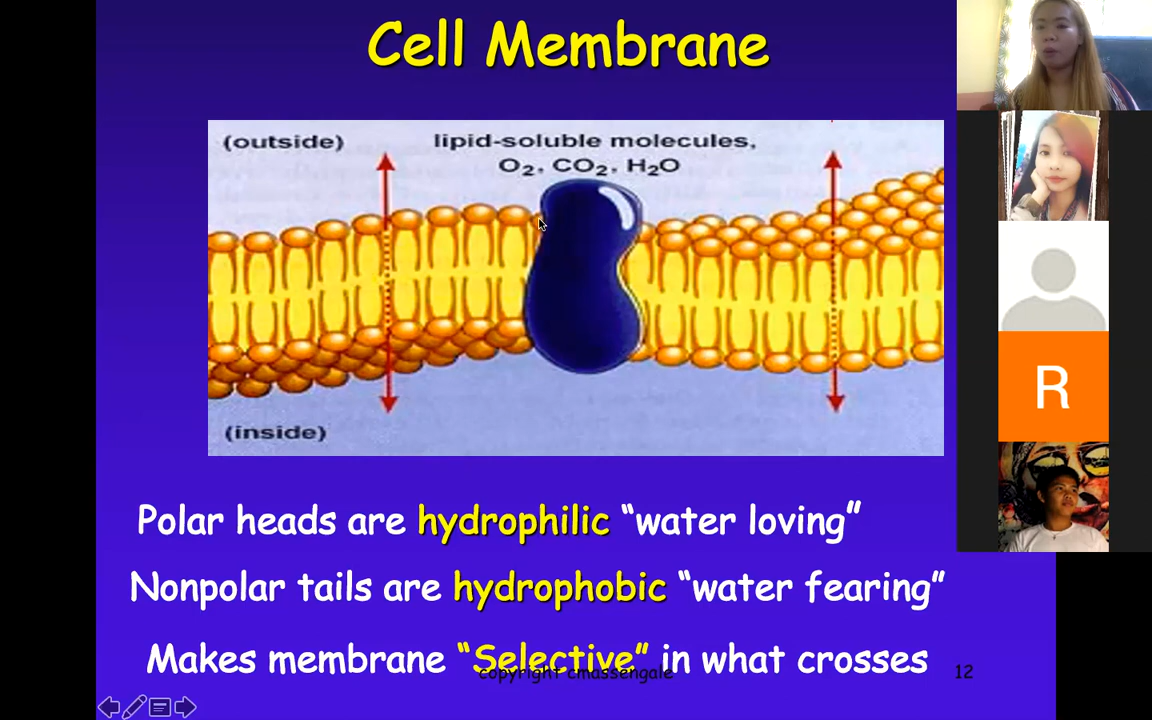 Cell Membrane
(outside)
lipid-soluble molecules,
O₂, CO₂, H₂O
(inside)
R
Polar heads are hydrophilic “water loving”
Nonpolar tails are hydrophobic “water fearing”
Makes membrane “Selective” in what crosses
copyright cmassengale
12